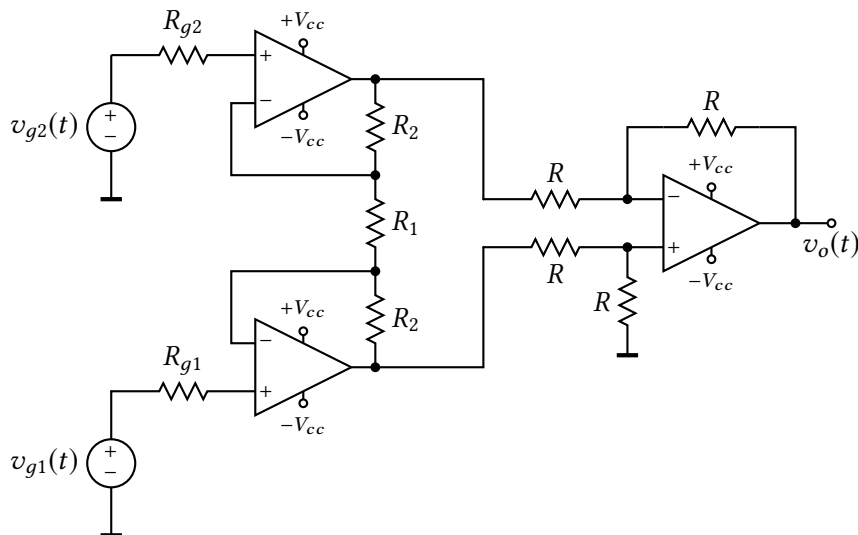 R_{g2}
+V_{cc}
+
−
−V_{cc}
v_{g2}(t)
+
−
R_2
R_1
R_2
R
R
R
R
+V_{cc}
−
+
−V_{cc}
v_o(t)
R_{g1}
+V_{cc}
−
+
−V_{cc}
v_{g1}(t)
+
−